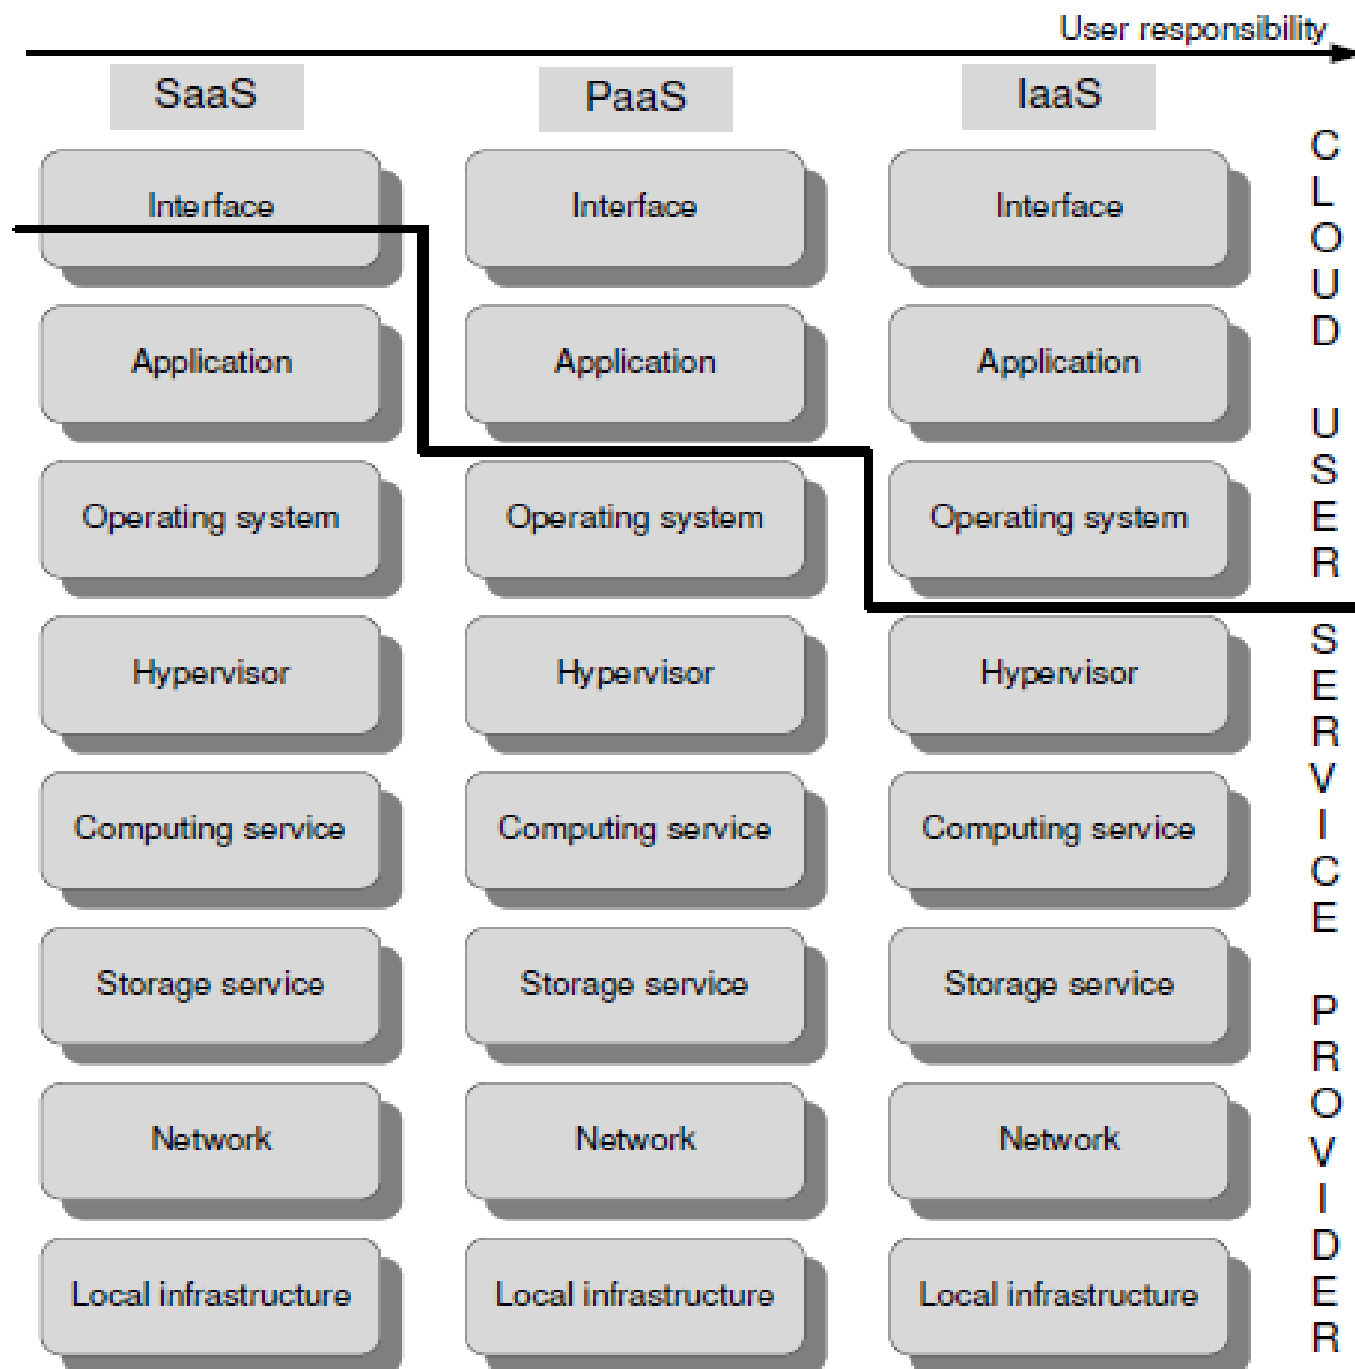 User responsibility
SaaS PaaS IaaS
Interface Interface Interface
Application Application Application
Operating system Operating system Operating system
Hypervisor Hypervisor Hypervisor
Computing service Computing service Computing service
Storage service Storage service Storage service
Network Network Network
Local infrastructure Local infrastructure Local infrastructure
CLOUD USER
SERVICE PROVIDER